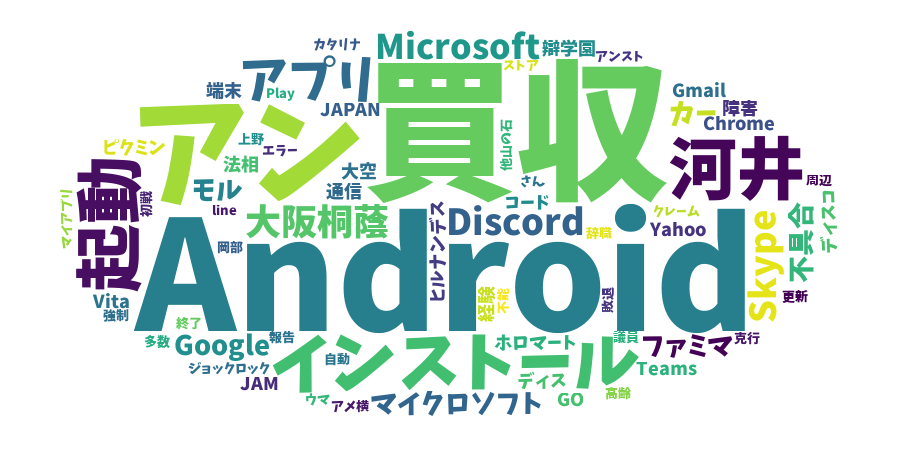 カタリナ
Microsoft
辯学園
アンスト
アプリ
ストア
買収
端末
Play
JAPAN
Gmail
カー
障害
Chrome
アン
ピクミン
上野
エラー
法相
他山の石
河井
大空
モル
通信
さん
周辺
起動
初戦
マイアプリ
line
コード
大阪桐蔭
ヒルナンデス
Discord
クレーム
Yahoo
辞職
Skype
不具合
ディスコ
岡部
Android
Vita
強制
経験
不能
敗退
更新
終了
多数
Google
報告
インストール
ホロマート
議員
ファミマ
克行
ジョックロック
自動
JAM
ディス
Teams
ウマ
アメ横
マイクロソフト
GO
高齢